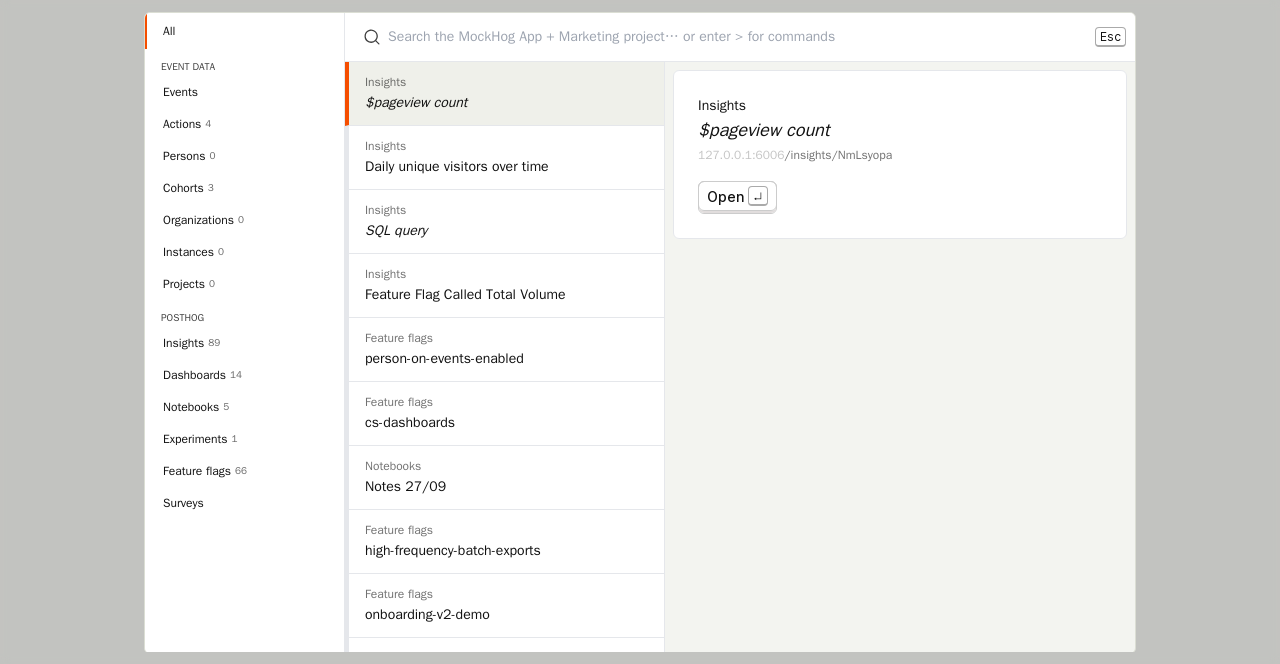 All
EVENT DATA
Events
Actions 4
Persons 0
Cohorts 3
Organizations 0
Instances 0
Projects 0
POSTHOG
Insights 89
Dashboards 14
Notebooks 5
Experiments 1
Feature flags 66
Surveys
Search the MockHog App + Marketing project… or enter > for commands
Esc
Insights
$pageview count
Insights
Daily unique visitors over time
Insights
SQL query
Insights
Feature Flag Called Total Volume
Feature flags
person-on-events-enabled
Feature flags
cs-dashboards
Notebooks
Notes 27/09
Feature flags
high-frequency-batch-exports
Feature flags
onboarding-v2-demo
Insights
$pageview count
127.0.0.1:6006/insights/NmLsyopa
Open ↵